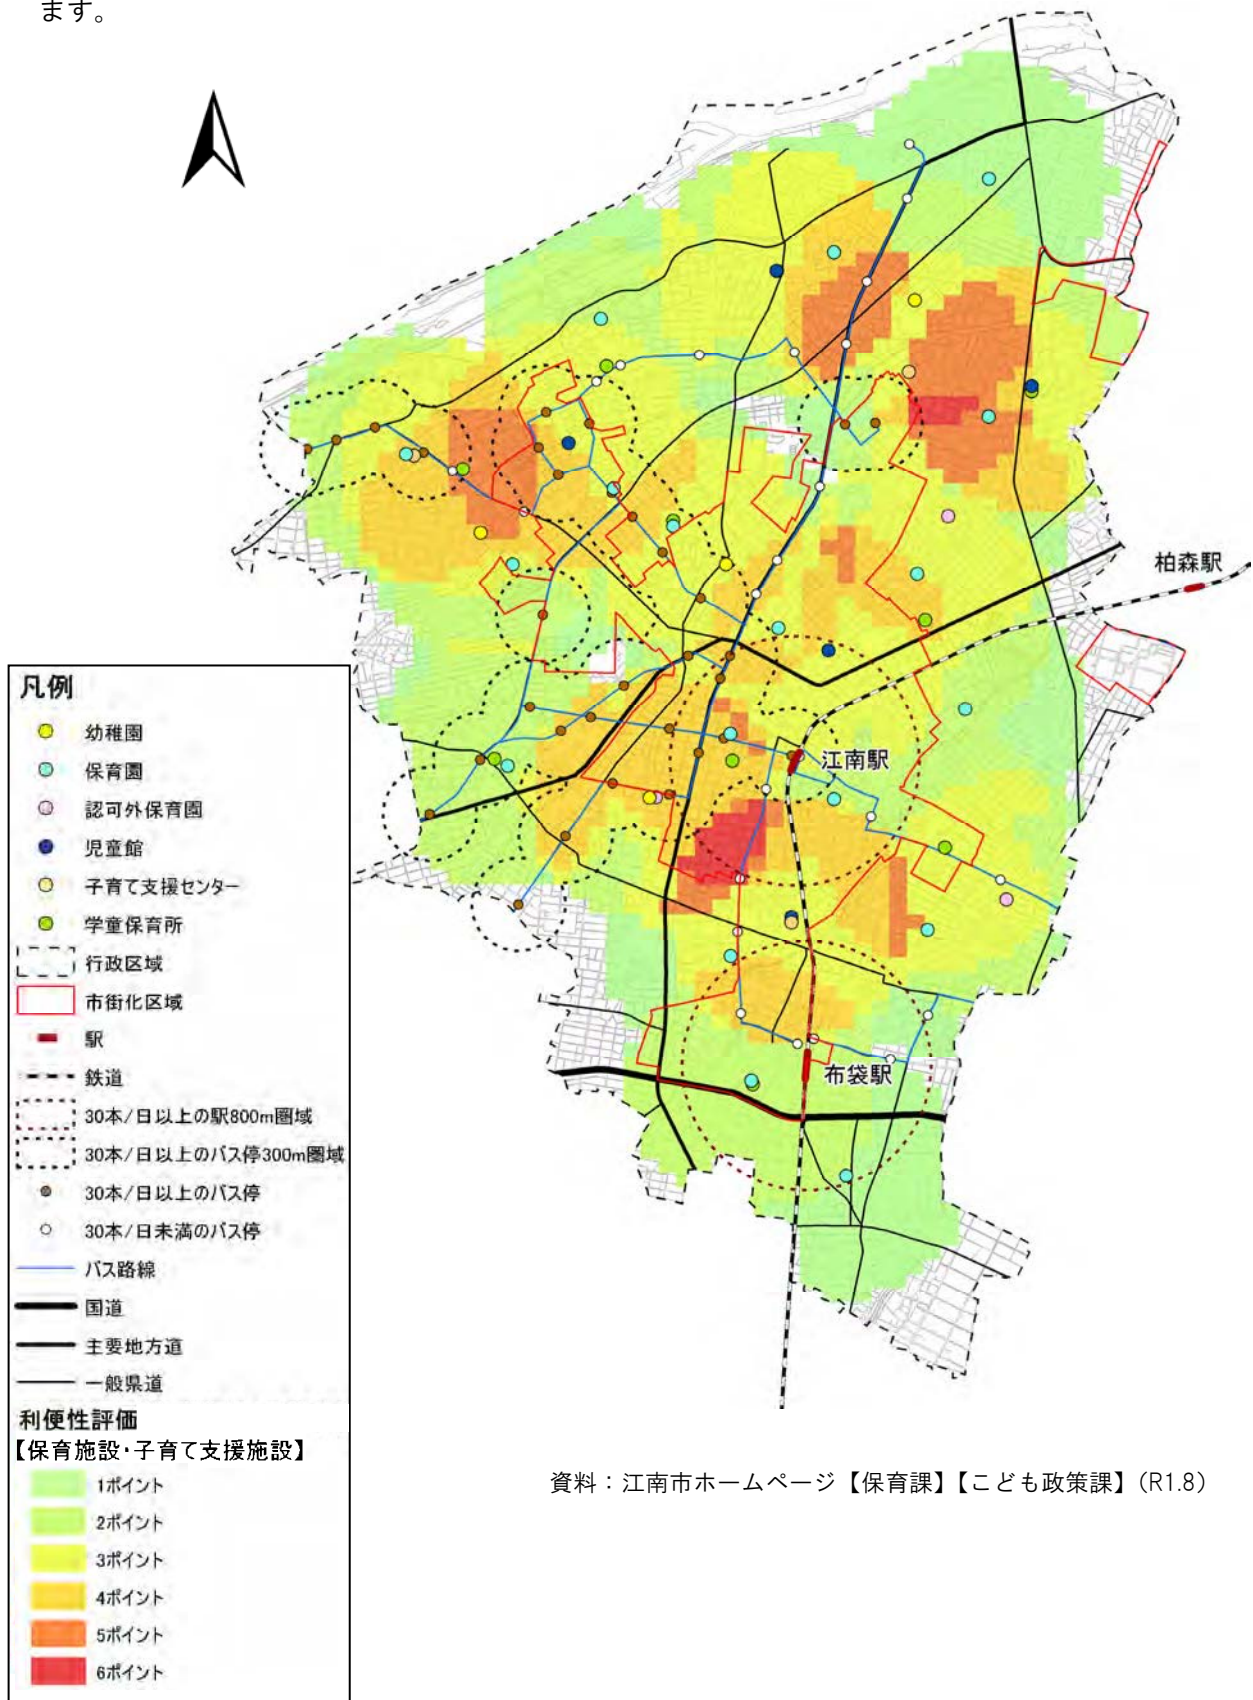 ます。
柏森駅
江南駅
布袋駅
凡例
幼稚園
保育園
認可外保育園
児童館
子育て支援センター
学童保育所
行政区域
市街化区域
駅
鉄道
30本/日以上の駅800m圏域
30本/日以上のバス停300m圏域
30本/日以上のバス停
30本/日未満のバス停
バス路線
国道
主要地方道
一般県道
利便性評価
【保育施設・子育て支援施設】
1ポイント
2ポイント
3ポイント
4ポイント
5ポイント
6ポイント
資料：江南市ホームページ【保育課】【こども政策課】（R1.8）